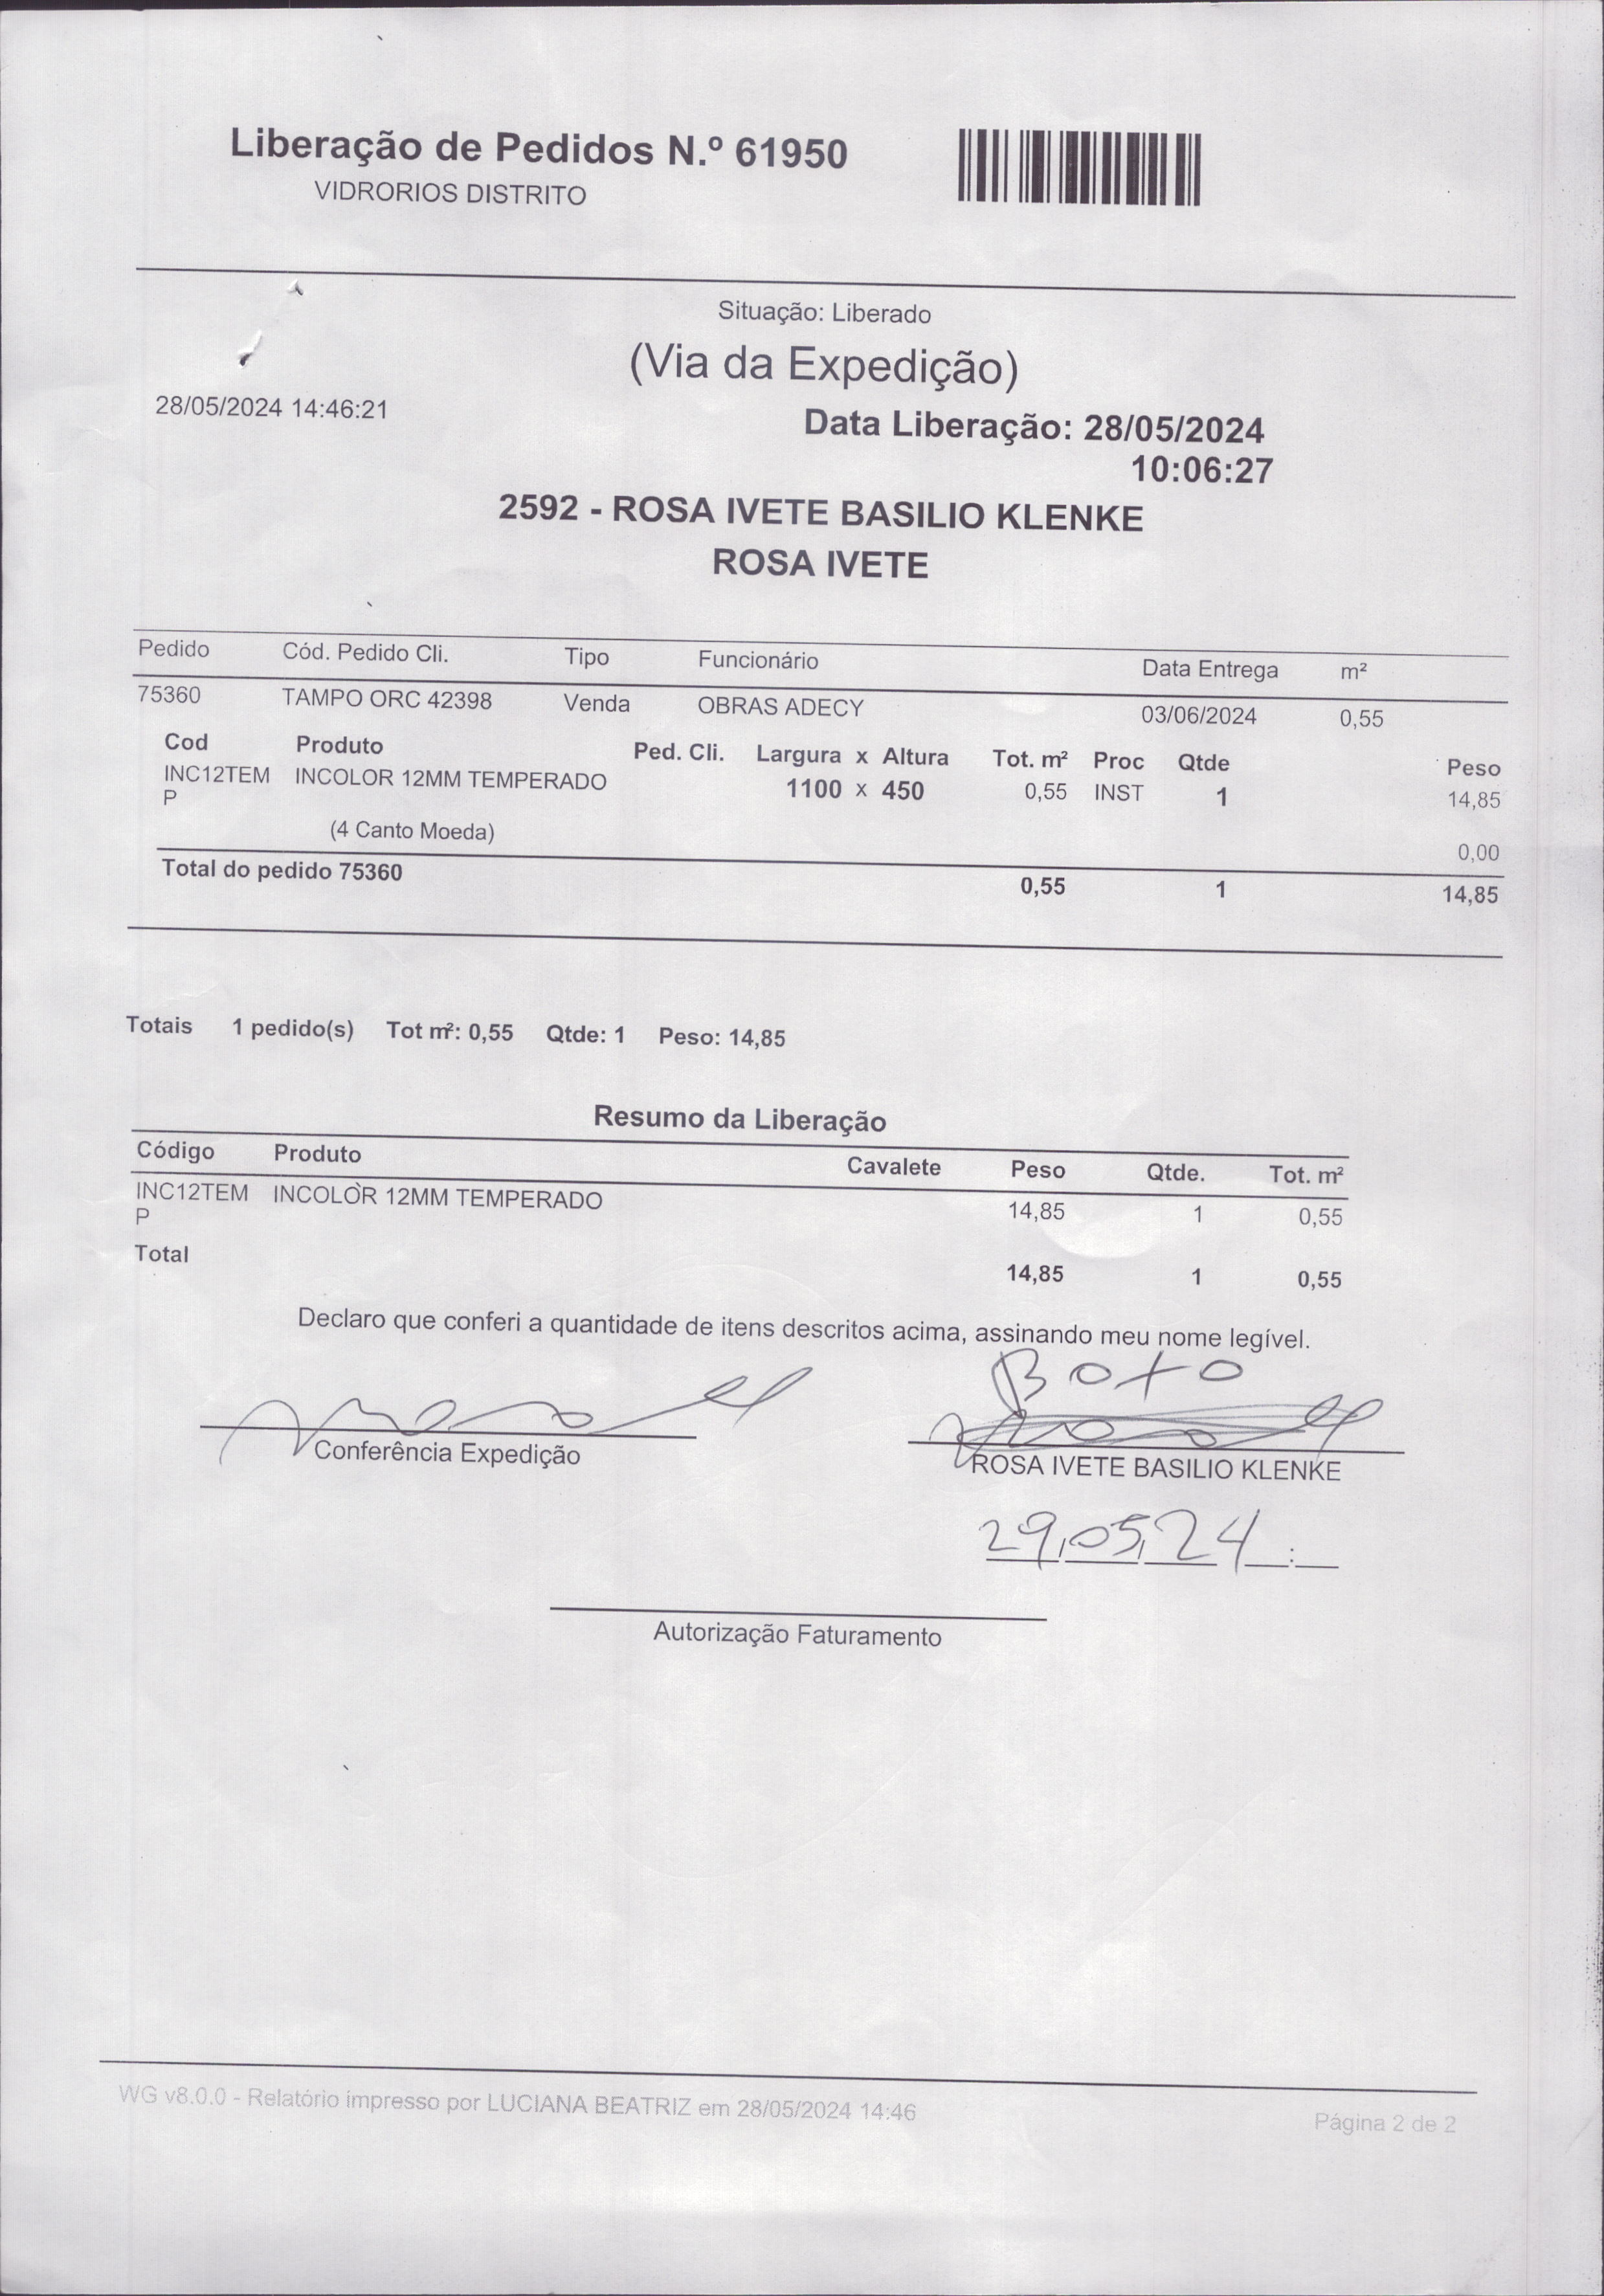 Liberação de Pedidos N.º 61950
VIDRORIOS DISTRITO
Situação: Liberado
(Via da Expedição)
28/05/2024 14:46:21
Data Liberação: 28/05/2024
10:06:27
2592 - ROSA IVETE BASILIO KLENKE
ROSA IVETE
Pedido Cód. Pedido Cli. Tipo Funcionário Data Entrega m²
75360 TAMPO ORC 42398 Venda OBRAS ADECY 03/06/2024 0,55
Cod Produto Ped. Cli. Largura x Altura Tot. m² Proc Qtde Peso
INC12TEM INCOLOR 12MM TEMPERADO 1100 x 450 0,55 INST 1 14,85
P
(4 Canto Moeda) 0,00
Total do pedido 75360 0,55 1 14,85
Totais 1 pedido(s) Tot m²: 0,55 Qtde: 1 Peso: 14,85
Resumo da Liberação
Código Produto Cavalete Peso Qtde. Tot. m²
INC12TEM INCOLOR 12MM TEMPERADO 14,85 1 0,55
P
Total 14,85 1 0,55
Declaro que conferi a quantidade de itens descritos acima, assinando meu nome legível.
Boto
Conferência Expedição ROSA IVETE BASILIO KLENKE
29,05,24 :
Autorização Faturamento
WG v8.0.0 - Relatório impresso por LUCIANA BEATRIZ em 28/05/2024 14:46
Página 2 de 2